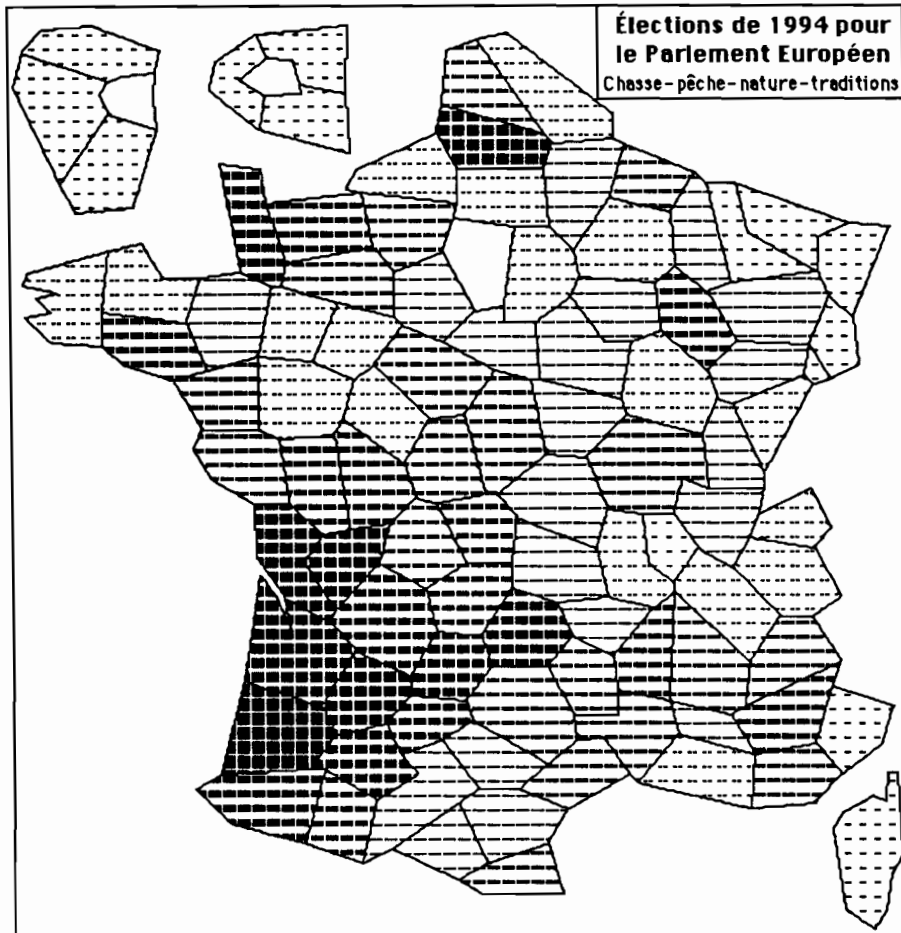 Élections de 1994 pour
le Parlement Européen
Chasse-pêche-nature-traditions